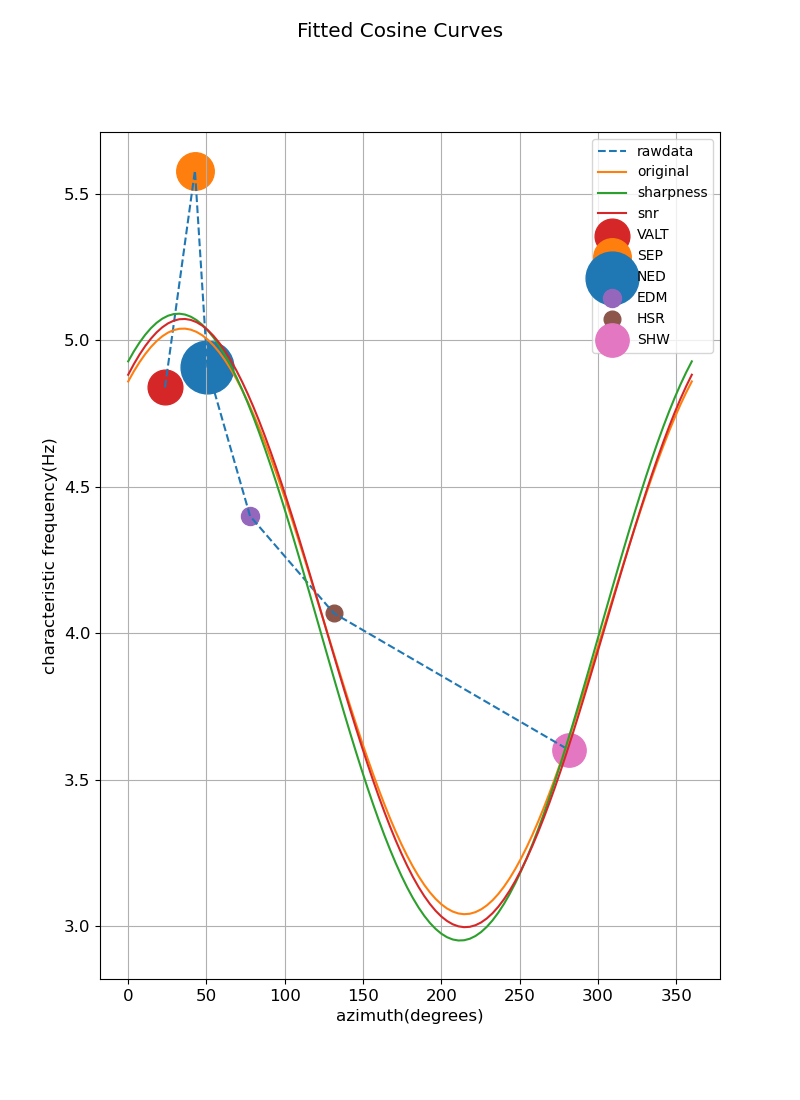 Fitted Cosine Curves
rawdata
original
sharpness
snr
VALT
SEP
NED
EDM
HSR
SHW
5.5
5.0
4.5
4.0
3.5
3.0
characteristic frequency(Hz)
0 50 100 150 200 250 300 350
azimuth(degrees)